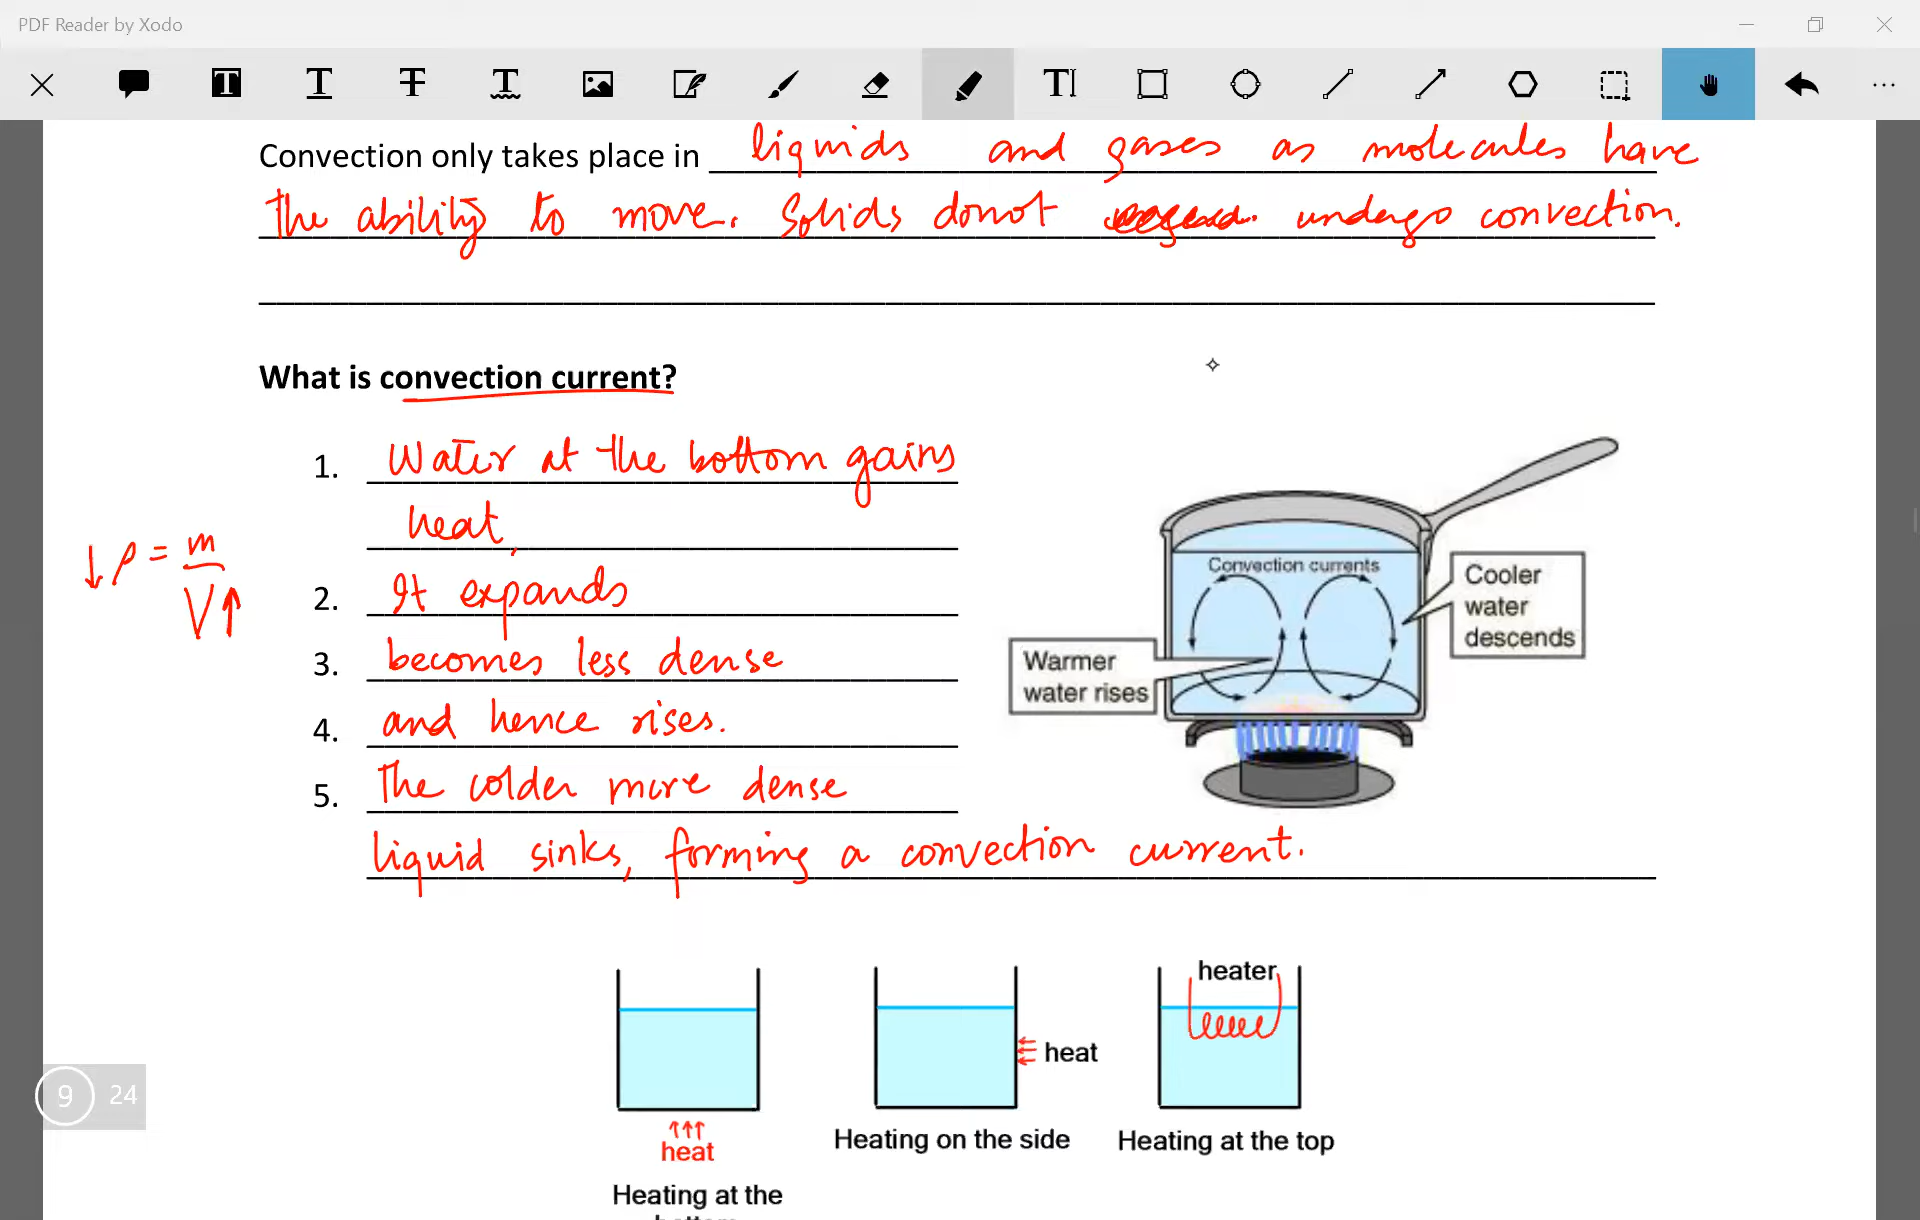 PDF Reader by Xodo
Convection only takes place in liquids and gases as molecules have
the ability to move. Solids donot undergo convection.
What is convection current?
1. Water at the bottom gains
heat,
↓ρ = m
V↑
2. It expands
3. becomes less dense
4. and hence rises.
5. The colder more dense
liquid sinks, forming a convection current.
Convection currents
Cooler
water
descends
Warmer
water rises
heater
heat
heat
Heating on the side
Heating at the top
Heating at the
9 24